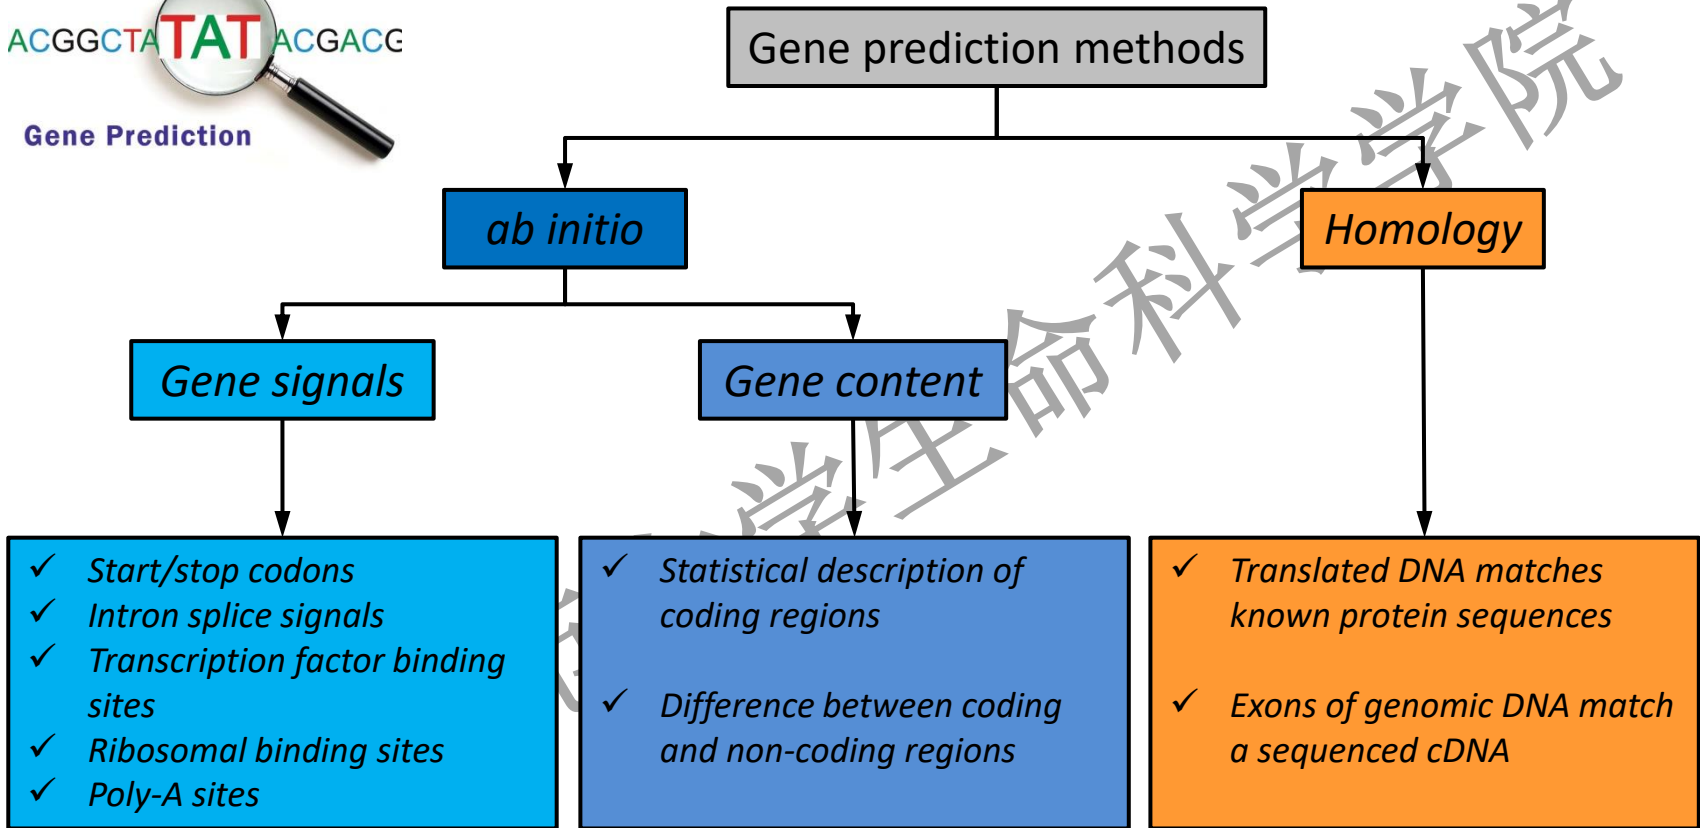 ACGGCTATATACGACG
Gene Prediction
Gene prediction methods
ab initio
Homology
Gene signals
Gene content
✓ Start/stop codons
✓ Intron splice signals
✓ Transcription factor binding
sites
✓ Ribosomal binding sites
✓ Poly-A sites
✓ Statistical description of
coding regions
✓ Difference between coding
and non-coding regions
✓ Translated DNA matches
known protein sequences
✓ Exons of genomic DNA match
a sequenced cDNA
学生命科学学院